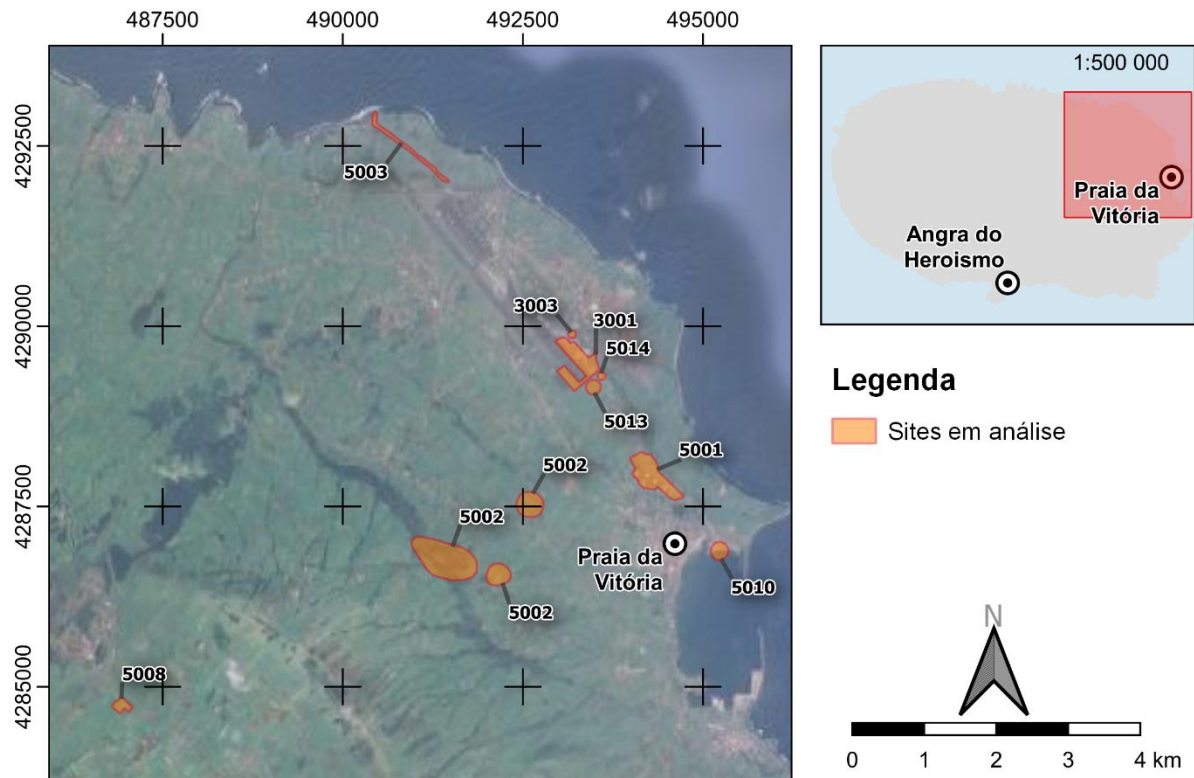 487500 490000 492500 495000
4292500
4290000
4287500
4285000
5003
3003
3001
5014
5013
5001
5002
5002
5002
Praia da
Vitória
5010
5008
1:500 000
Praia da
Vitória
Angra do
Heroismo
Legenda
Sites em análise
N
0 1 2 3 4 km